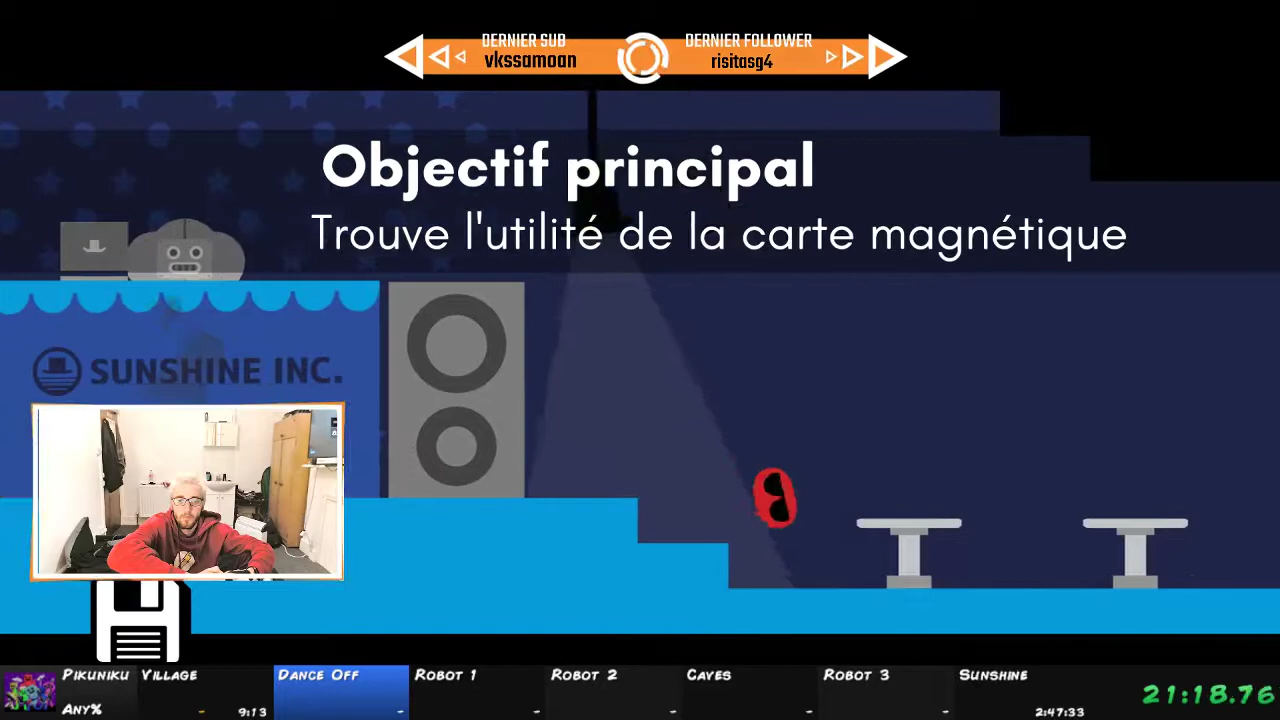 DERNIER SUB
vkssamoan
DERNIER FOLLOWER
risitasg4
Objectif principal
Trouve l'utilité de la carte magnétique
SUNSHINE INC.
Pikuniku
Any%
Village
-
9:13
Dance Off
-
Robot 1
-
Robot 2
-
Caves
-
Robot 3
-
Sunshine
2:47:33
21:18.76